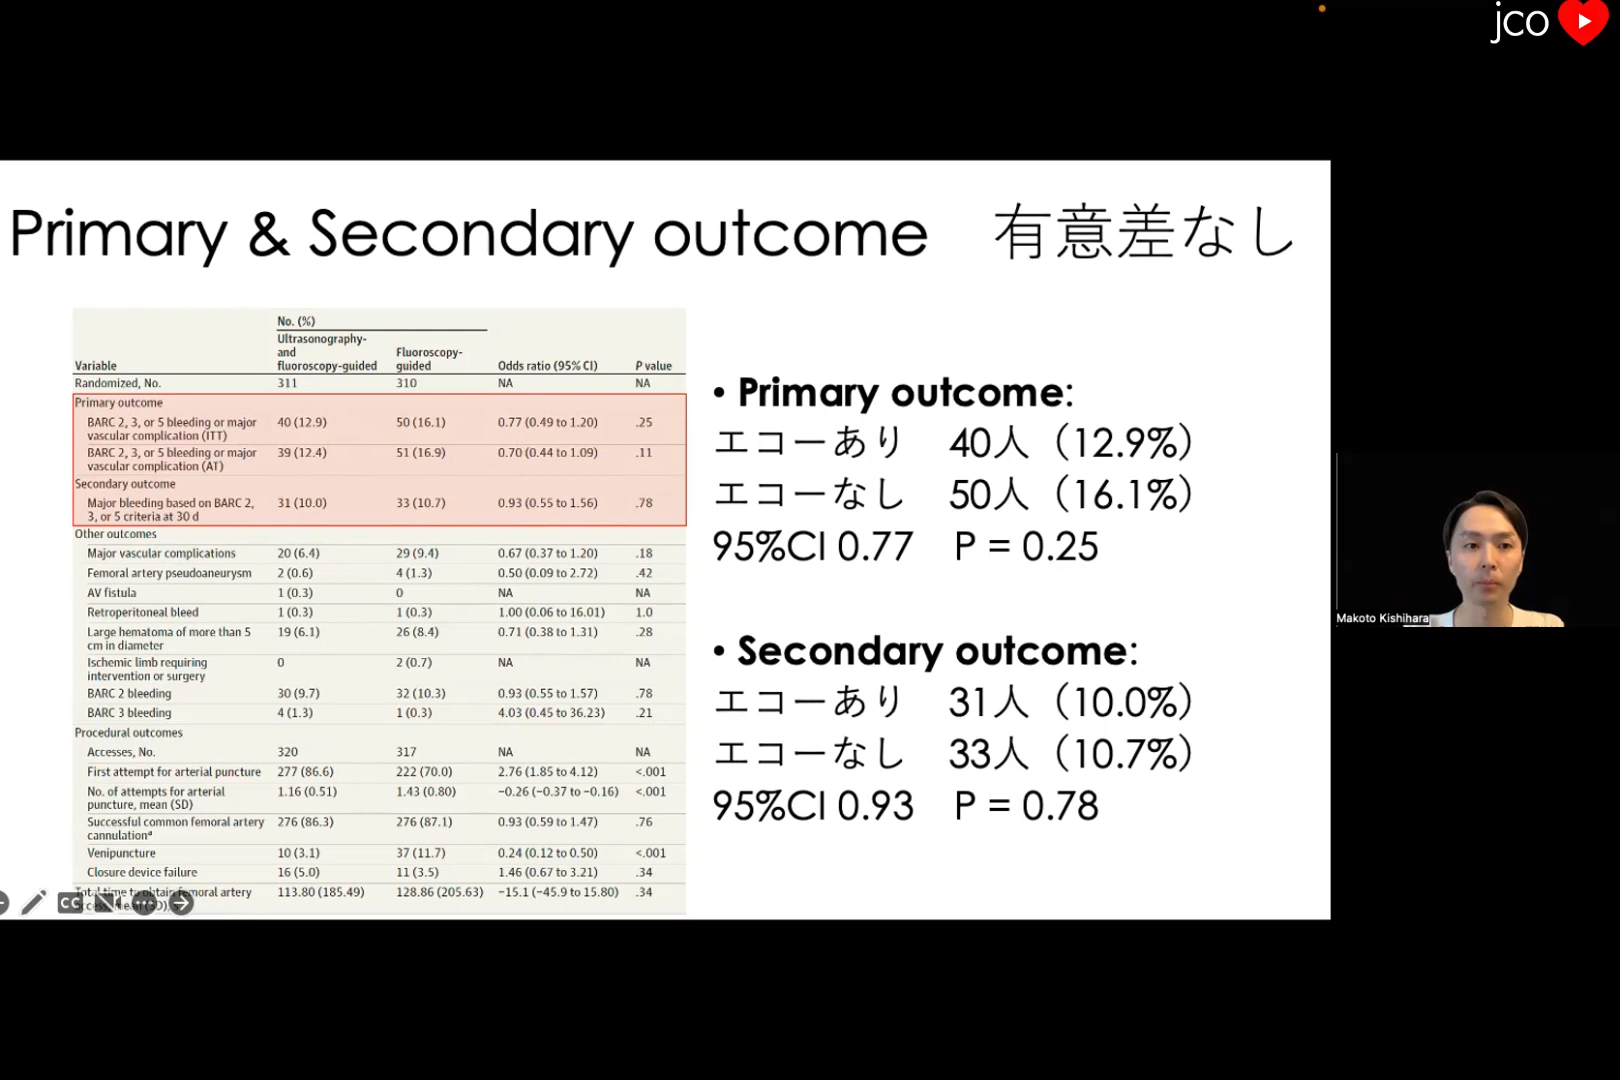 jco
Primary & Secondary outcome 有意差なし
No. (%)
Variable Ultrasonography- and fluoroscopy-guided Fluoroscopy-guided Odds ratio (95% CI) P value
Randomized, No. 311 310 NA NA
Primary outcome
BARC 2, 3, or 5 bleeding or major vascular complication (ITT) 40 (12.9) 50 (16.1) 0.77 (0.49 to 1.20) .25
BARC 2, 3, or 5 bleeding or major vascular complication (AT) 39 (12.4) 51 (16.9) 0.70 (0.44 to 1.09) .11
Secondary outcome
Major bleeding based on BARC 2, 3, or 5 criteria at 30 d 31 (10.0) 33 (10.7) 0.93 (0.55 to 1.56) .78
Other outcomes
Major vascular complications 20 (6.4) 29 (9.4) 0.67 (0.37 to 1.20) .18
Femoral artery pseudoaneurysm 2 (0.6) 4 (1.3) 0.50 (0.09 to 2.72) .42
AV fistula 1 (0.3) 0 NA NA
Retroperitoneal bleed 1 (0.3) 1 (0.3) 1.00 (0.06 to 16.01) 1.0
Large hematoma of more than 5 cm in diameter 19 (6.1) 26 (8.4) 0.71 (0.38 to 1.31) .28
Ischemic limb requiring intervention or surgery 0 2 (0.7) NA NA
BARC 2 bleeding 30 (9.7) 32 (10.3) 0.93 (0.55 to 1.57) .78
BARC 3 bleeding 4 (1.3) 1 (0.3) 4.03 (0.45 to 36.23) .21
Procedural outcomes
Accesses, No. 320 317 NA NA
First attempt for arterial puncture 277 (86.6) 222 (70.0) 2.76 (1.85 to 4.12) <.001
No. of attempts for arterial puncture, mean (SD) 1.16 (0.51) 1.43 (0.80) −0.26 (−0.37 to −0.16) <.001
Successful common femoral artery cannulationª 276 (86.3) 276 (87.1) 0.93 (0.59 to 1.47) .76
Venipuncture 10 (3.1) 37 (11.7) 0.24 (0.12 to 0.50) <.001
Closure device failure 16 (5.0) 11 (3.5) 1.46 (0.67 to 3.21) .34
Total time to obtain femoral artery 113.80 (185.49) 128.86 (205.63) −15.1 (−45.9 to 15.80) .34
CC
• Primary outcome:
エコーあり 40人（12.9%）
エコーなし 50人（16.1%）
95%CI 0.77 P = 0.25
• Secondary outcome:
エコーあり 31人（10.0%）
エコーなし 33人（10.7%）
95%CI 0.93 P = 0.78
Makoto Kishihara